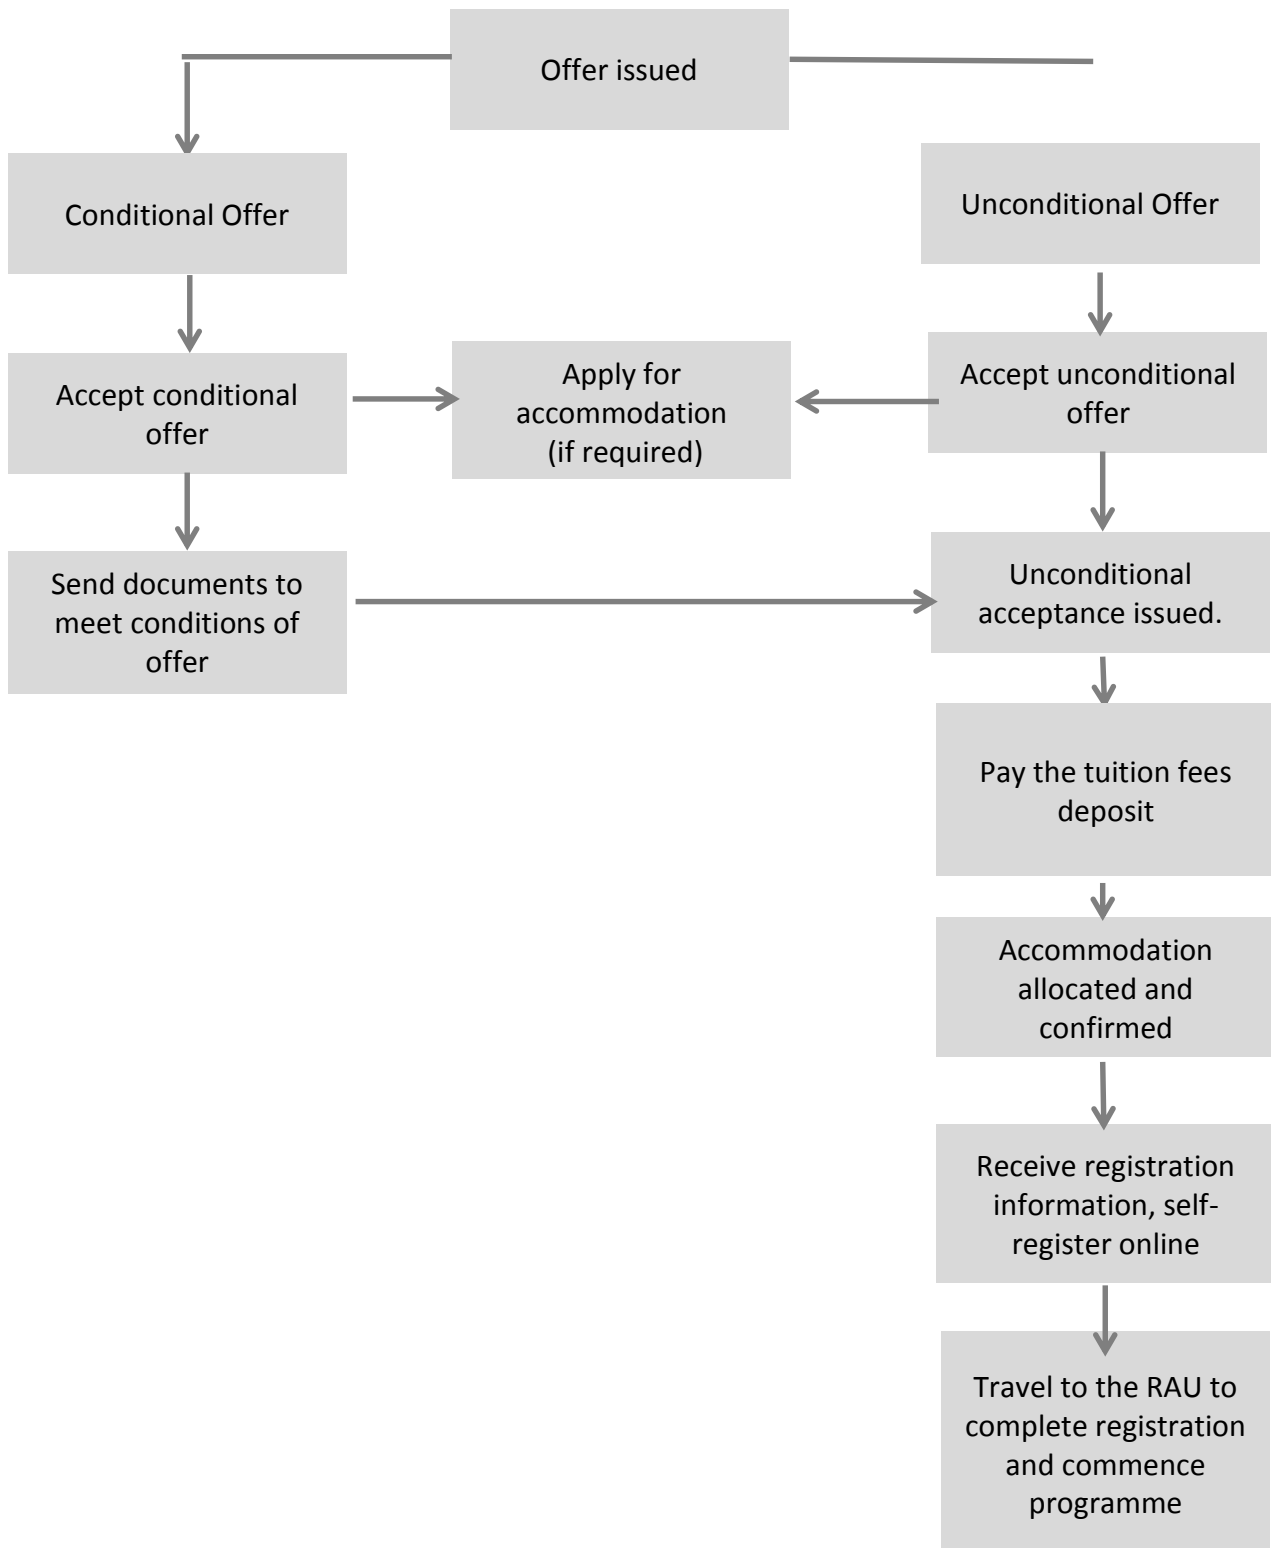 Offer issued
Conditional Offer
Unconditional Offer
Accept conditional
offer
Apply for
accommodation
(if required)
Accept unconditional
offer
Send documents to
meet conditions of
offer
Unconditional
acceptance issued.
Pay the tuition fees
deposit
Accommodation
allocated and
confirmed
Receive registration
information, self-
register online
Travel to the RAU to
complete registration
and commence
programme